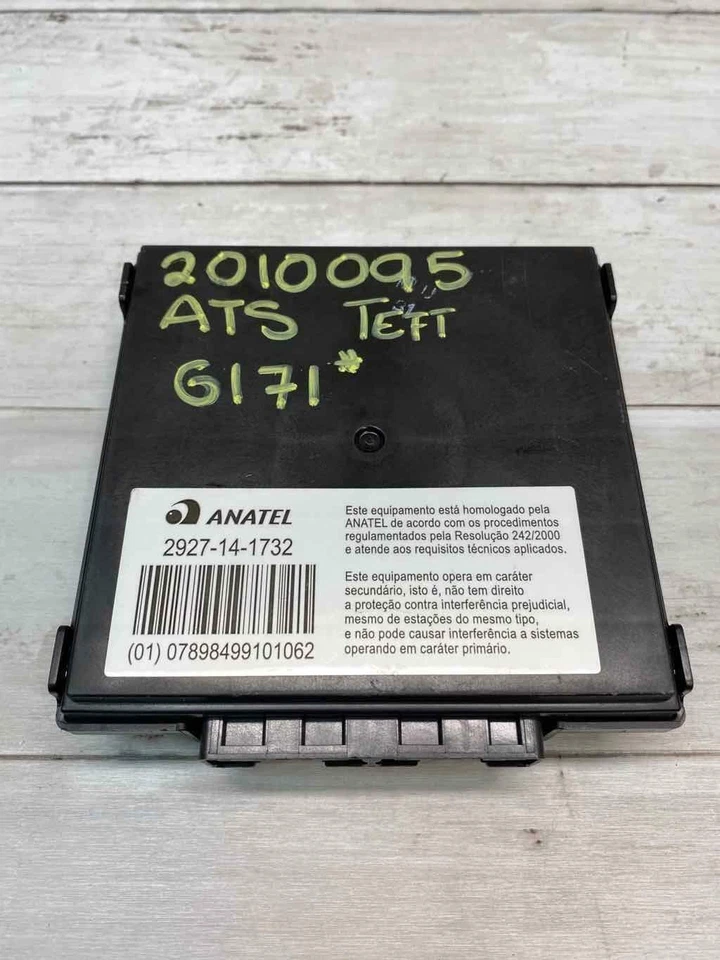 2010095
ATS TEFT
6171*
ANATEL
2927-14-1732
(01) 07898499101062
Este equipamento está homologado pela
ANATEL de acordo com os procedimentos
regulamentados pela Resolução 242/2000
e atende aos requisitos técnicos aplicados.
Este equipamento opera em caráter
secundário, isto é, não tem direito
a proteção contra interferência prejudicial,
mesmo de estações do mesmo tipo,
e não pode causar interferência a sistemas
operando em caráter primário.